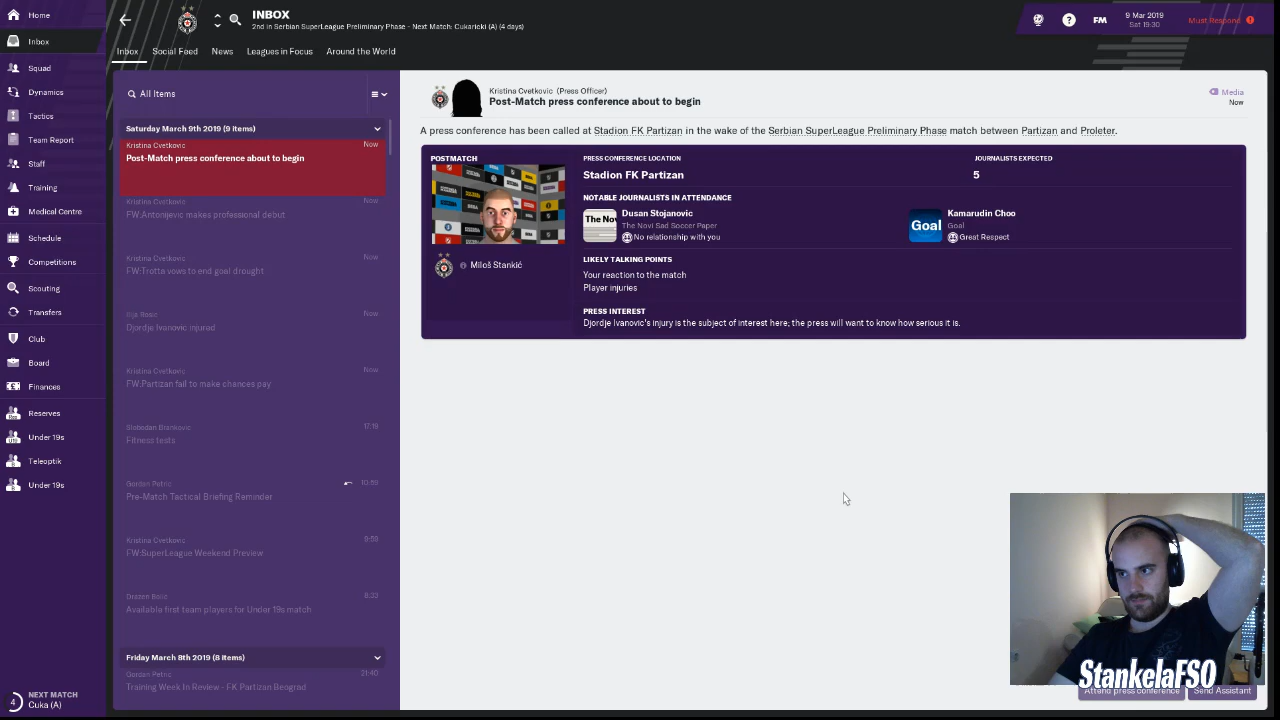 Home
INBOX
2nd in Serbian SuperLeague Preliminary Phase - Next Match: Cukaricki (A) (4 days)
FM
9 Mar 2019
Sat 19:30
Must Respond
Inbox
Squad
Dynamics
Tactics
Team Report
Staff
Training
Medical Centre
Schedule
Competitions
Scouting
Transfers
Club
Board
Finances
Reserves
Under 19s
Teleoptik
Under 19s
4
NEXT MATCH
Cuka (A)
Inbox
Social Feed
News
Leagues in Focus
Around the World
All Items
Saturday March 9th 2019 (9 items)
Kristina Cvetkovic
Now
Post-Match press conference about to begin
Kristina Cvetkovic
Now
FW:Antonijevic makes professional debut
Kristina Cvetkovic
Now
FW:Trotta vows to end goal drought
Ilija Rosic
Now
Djordje Ivanovic injured
Kristina Cvetkovic
Now
FW:Partizan fail to make chances pay
Slobodan Brankovic
17:19
Fitness tests
Gordan Petric
Pre-Match Tactical Briefing Reminder
Kristina Cvetkovic
FW:SuperLeague Weekend Preview
Drazen Bolic
Available first team players for Under 19s match
Friday March 8th 2019 (8 items)
Gordan Petric
21:40
Training Week In Review - FK Partizan Beograd
Kristina Cvetkovic (Press Officer)
Post-Match press conference about to begin
Media
Now
A press conference has been called at Stadion FK Partizan in the wake of the Serbian SuperLeague Preliminary Phase match between Partizan and Proleter.
POSTMATCH
Miloš Stankić
PRESS CONFERENCE LOCATION
Stadion FK Partizan
JOURNALISTS EXPECTED
5
NOTABLE JOURNALISTS IN ATTENDANCE
The Nov
Dusan Stojanovic
The Novi Sad Soccer Paper
No relationship with you
Goal
Kamarudin Choo
Goal
Great Respect
LIKELY TALKING POINTS
Your reaction to the match
Player injuries
PRESS INTEREST
Djordje Ivanovic's injury is the subject of interest here; the press will want to know how serious it is.
StankelaFSO
Attend press conference
Send Assistant